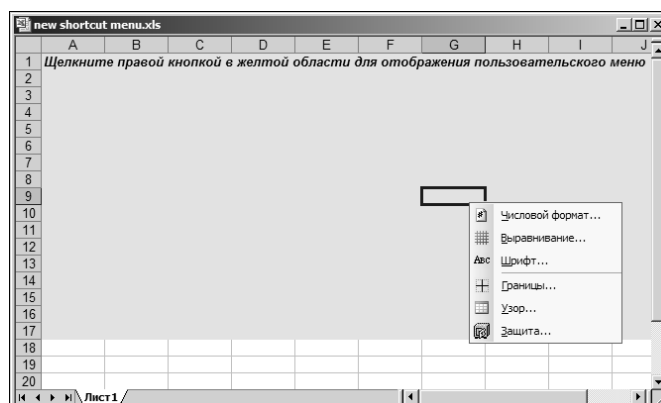 new shortcut menu.xls
A B C D E F G H I J
1 Щелкните правой кнопкой в желтой области для отображения пользовательского меню
2
3
4
5
6
7
8
9
10 Числовой формат...
11 Выравнивание...
12
13 Abc Шрифт...
14 Границы...
15
16 Узор...
17 Защита...
18
19
20
Лист1